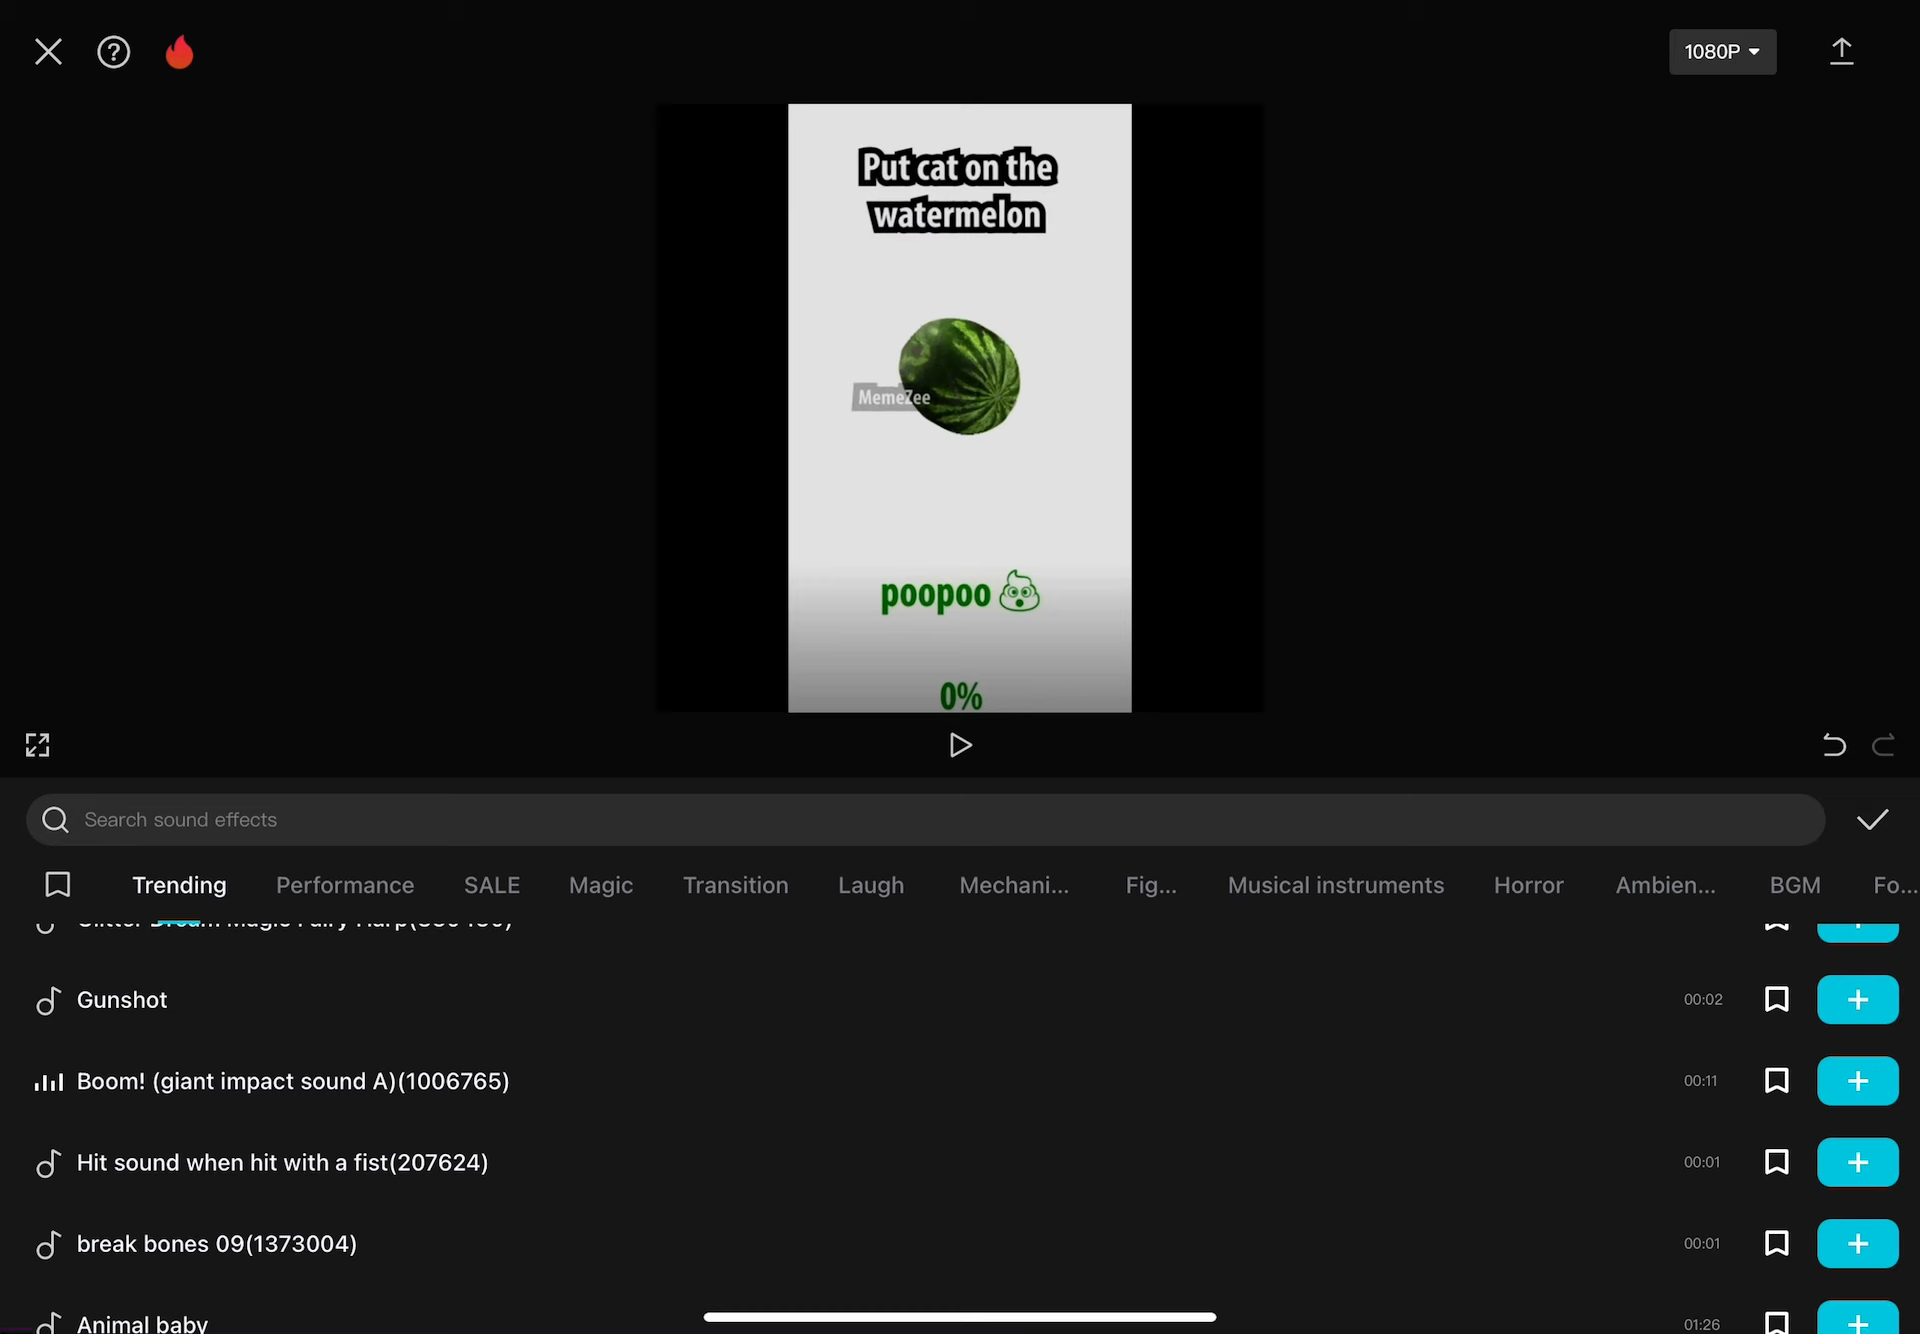 1080P
Put cat on the
watermelon
MemeZee
poopoo
0%
Search sound effects
Trending Performance SALE Magic Transition Laugh Mechani... Fig... Musical instruments Horror Ambien... BGM Fo...
Gunshot 00:02
Boom! (giant impact sound A)(1006765) 00:11
Hit sound when hit with a fist(207624) 00:01
break bones 09(1373004) 00:01
Animal baby 01:26